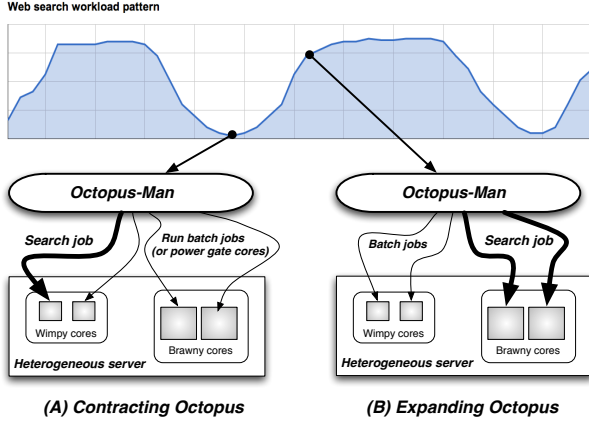 Web search workload pattern
Octopus-Man
Octopus-Man
Search job
Run batch jobs
(or power gate cores)
Batch jobs
Search job
Wimpy cores
Brawny cores
Heterogeneous server
Wimpy cores
Brawny cores
Heterogeneous server
(A) Contracting Octopus
(B) Expanding Octopus